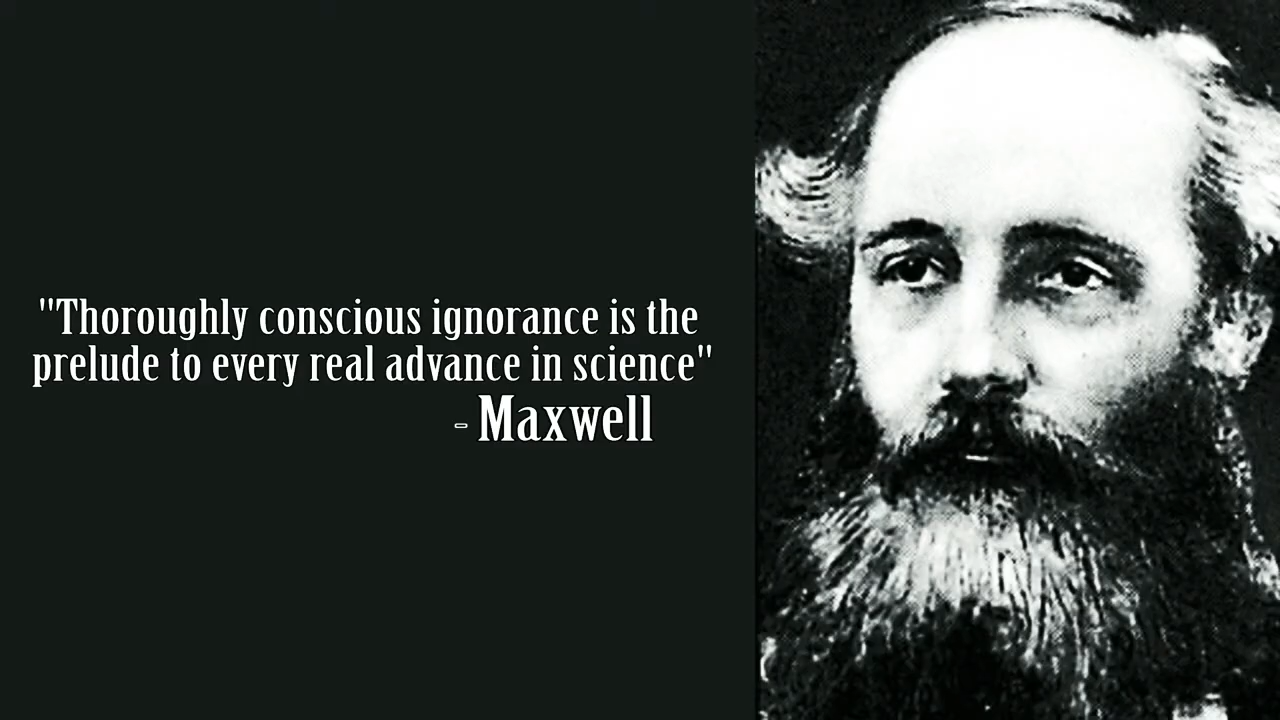 "Thoroughly conscious ignorance is the
prelude to every real advance in science"
- Maxwell